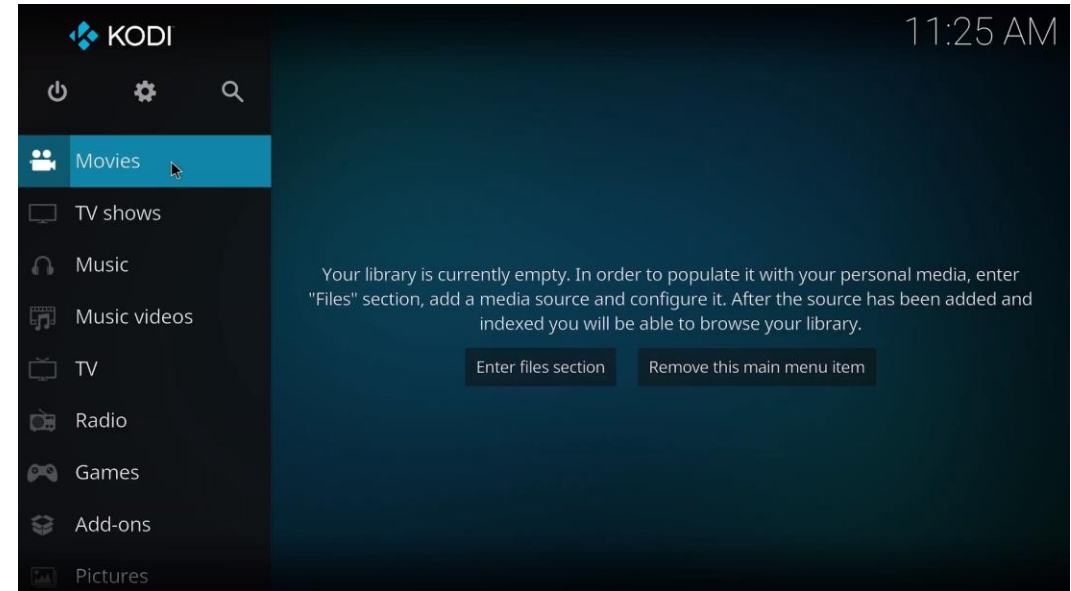 KODI
11:25 AM
Movies
TV shows
Music
Music videos
TV
Radio
Games
Add-ons
Pictures
Your library is currently empty. In order to populate it with your personal media, enter
"Files" section, add a media source and configure it. After the source has been added and
indexed you will be able to browse your library.
Enter files section
Remove this main menu item